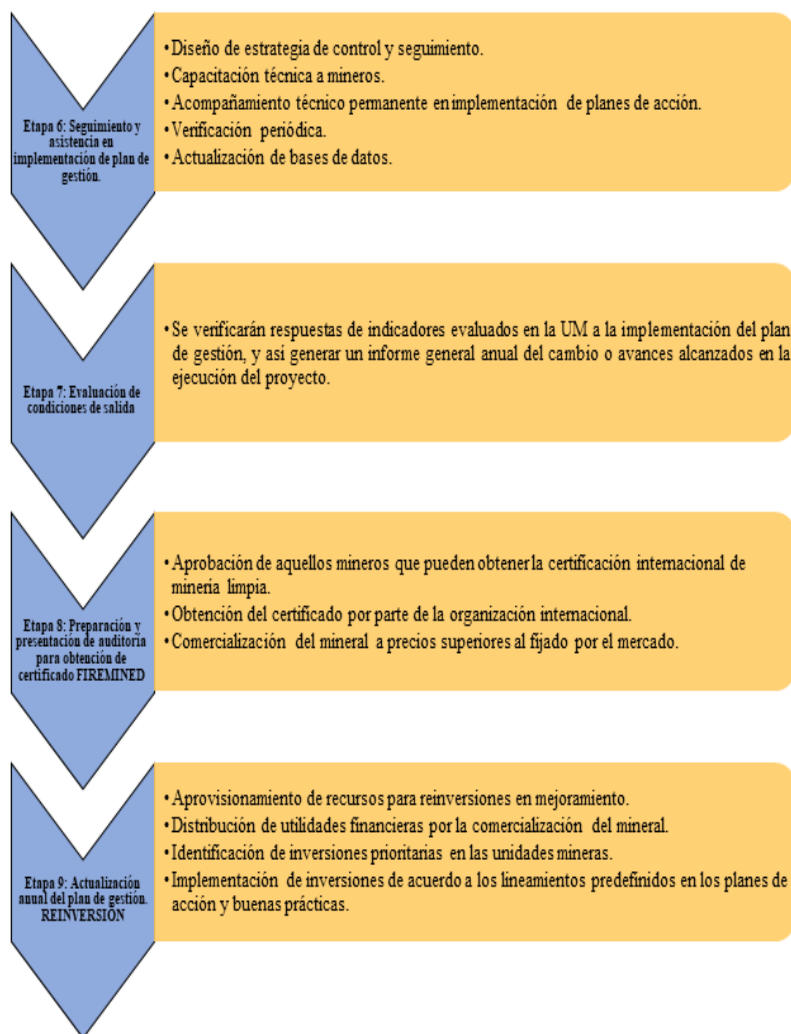 Etapa 6: Seguimiento y
asistencia en
implementación de plan de
gestión.
• Diseño de estrategia de control y seguimiento.
• Capacitación técnica a mineros.
• Acompañamiento técnico permanente en implementación de planes de acción.
• Verificación periódica.
• Actualización de bases de datos.
Etapa 7: Evaluación de
condiciones de salida
• Se verificarán respuestas de indicadores evaluados en la UM a la implementación del plan
de gestión, y así generar un informe general anual del cambio o avances alcanzados en la
ejecución del proyecto.
Etapa 8: Preparación y
presentación de auditoría
para obtención de
certificado FIREMINED
• Aprobación de aquellos mineros que pueden obtener la certificación internacional de
minería limpia.
• Obtención del certificado por parte de la organización internacional.
• Comercialización del mineral a precios superiores al fijado por el mercado.
Etapa 9: Actualización
anual del plan de gestión.
REINVERSIÓN
• Aprovisionamiento de recursos para reinversiones en mejoramiento.
• Distribución de utilidades financieras por la comercialización del mineral.
• Identificación de inversiones prioritarias en las unidades mineras.
• Implementación de inversiones de acuerdo a los lineamientos predefinidos en los planes de
acción y buenas prácticas.